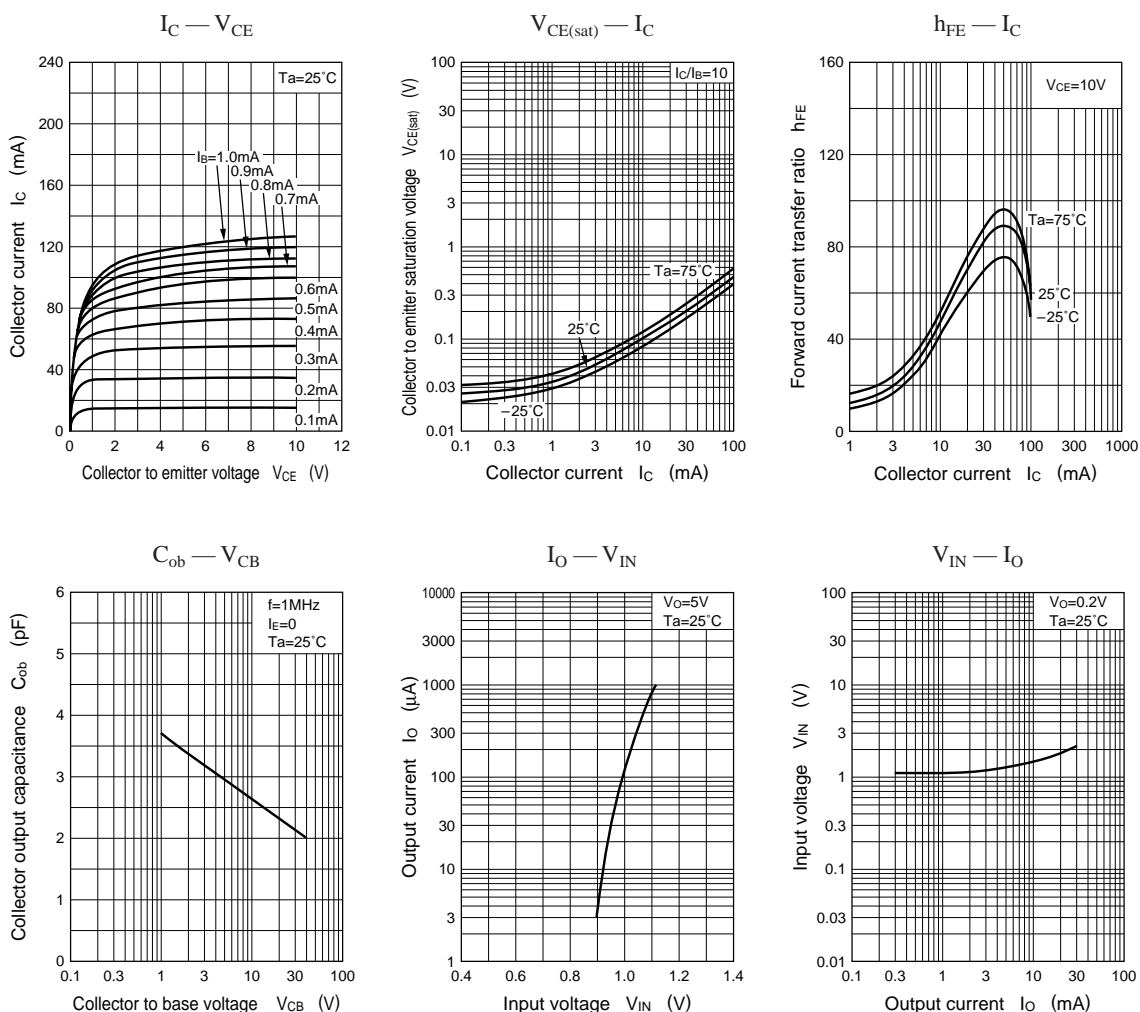 I_C — V_CE
240
200
160
120
80
40
0
0 2 4 6 8 10 12
Ta=25˚C
I_B=1.0mA
0.9mA
0.8mA
0.7mA
0.6mA
0.5mA
0.4mA
0.3mA
0.2mA
0.1mA
Collector to emitter voltage V_CE (V)
Collector current I_C (mA)
V_CE(sat) — I_C
100
30
10
3
1
0.3
0.1
0.03
0.01
0.1 0.3 1 3 10 30 100
I_C/I_B=10
Ta=75˚C
25˚C
–25˚C
Collector current I_C (mA)
Collector to emitter saturation voltage V_CE(sat) (V)
h_FE — I_C
160
120
80
40
0
1 3 10 30 100 300 1000
V_CE=10V
Ta=75˚C
25˚C
–25˚C
Collector current I_C (mA)
Forward current transfer ratio h_FE
C_ob — V_CB
6
5
4
3
2
1
0
0.1 0.3 1 3 10 30 100
f=1MHz
I_E=0
Ta=25˚C
Collector to base voltage V_CB (V)
Collector output capacitance C_ob (pF)
I_O — V_IN
10000
3000
1000
300
100
30
10
3
1
0.4 0.6 0.8 1.0 1.2 1.4
V_O=5V
Ta=25˚C
Input voltage V_IN (V)
Output current I_O (µA)
V_IN — I_O
100
30
10
3
1
0.3
0.1
0.03
0.01
0.1 0.3 1 3 10 30 100
V_O=0.2V
Ta=25˚C
Output current I_O (mA)
Input voltage V_IN (V)